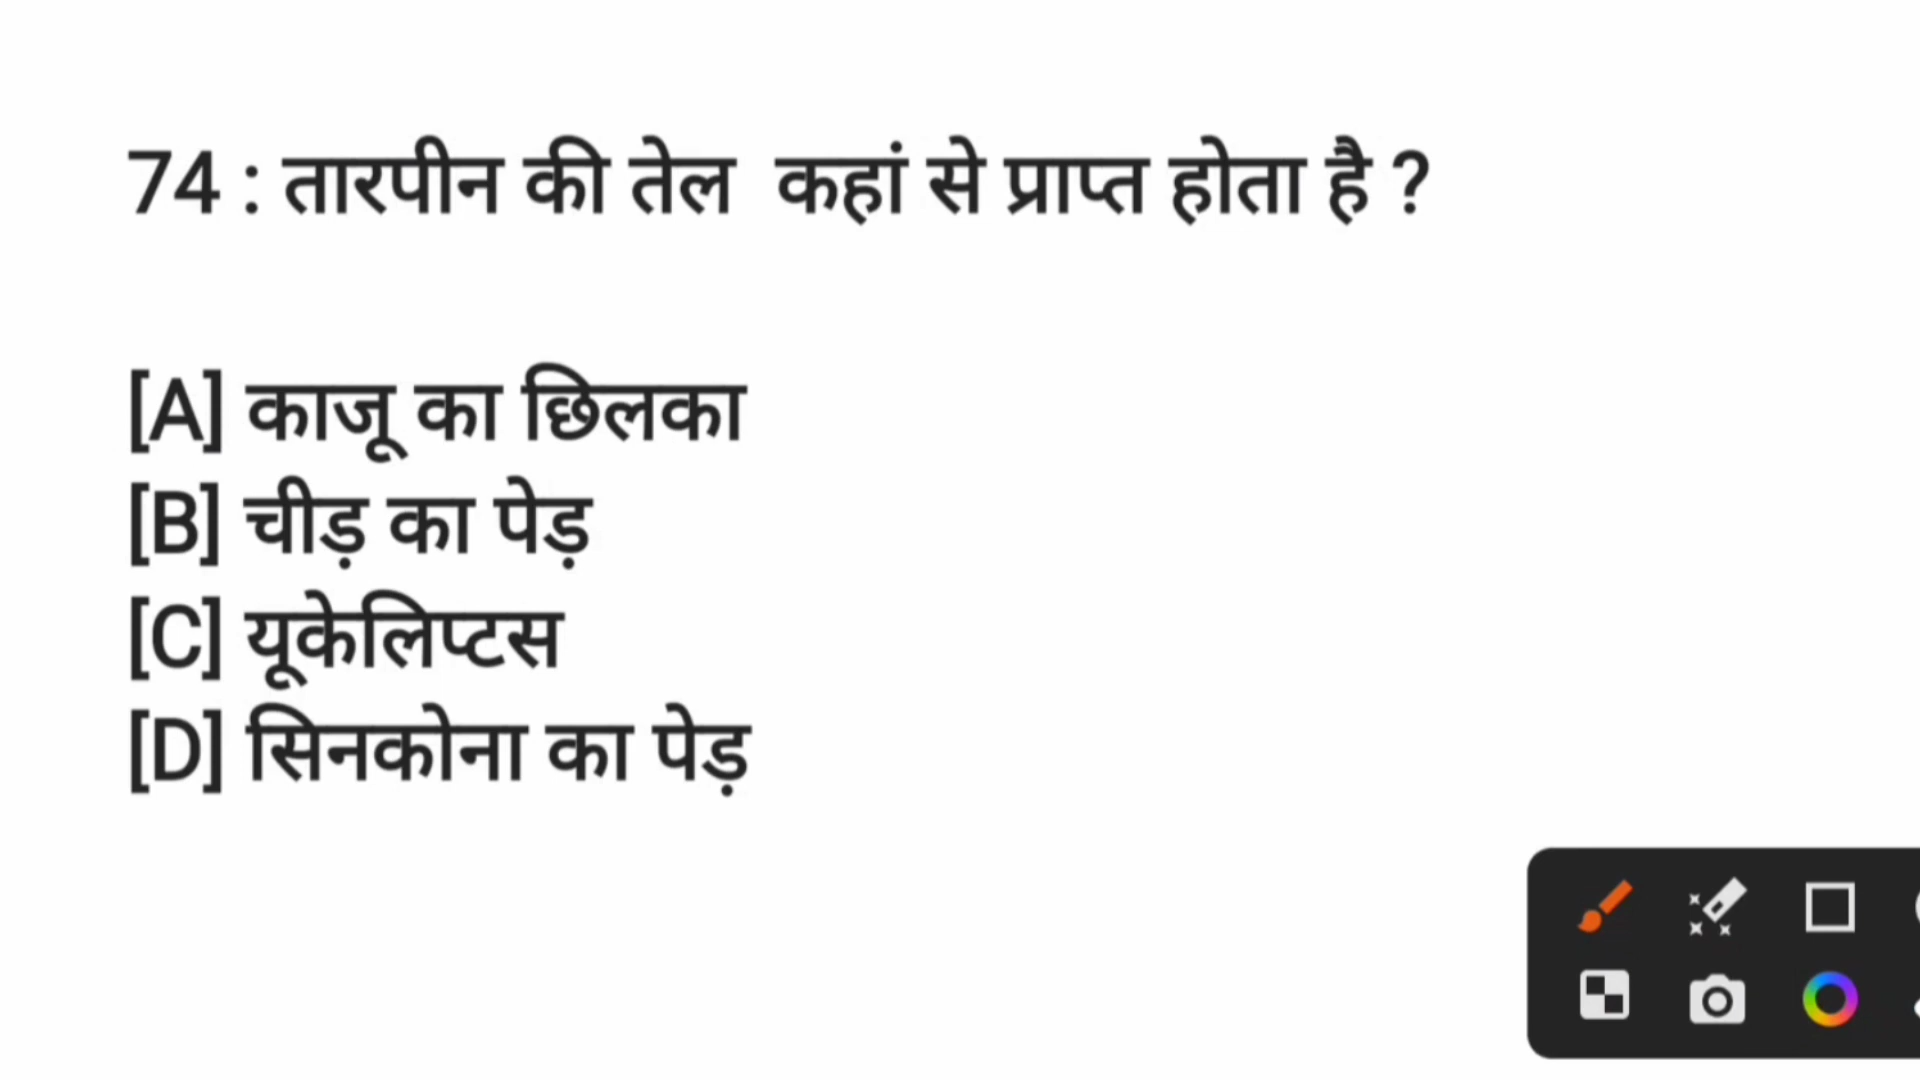 74 : तारपीन की तेल  कहां से प्राप्त होता है ?
[A] काजू का छिलका
[B] चीड़ का पेड़
[C] यूकेलिप्टस
[D] सिनकोना का पेड़